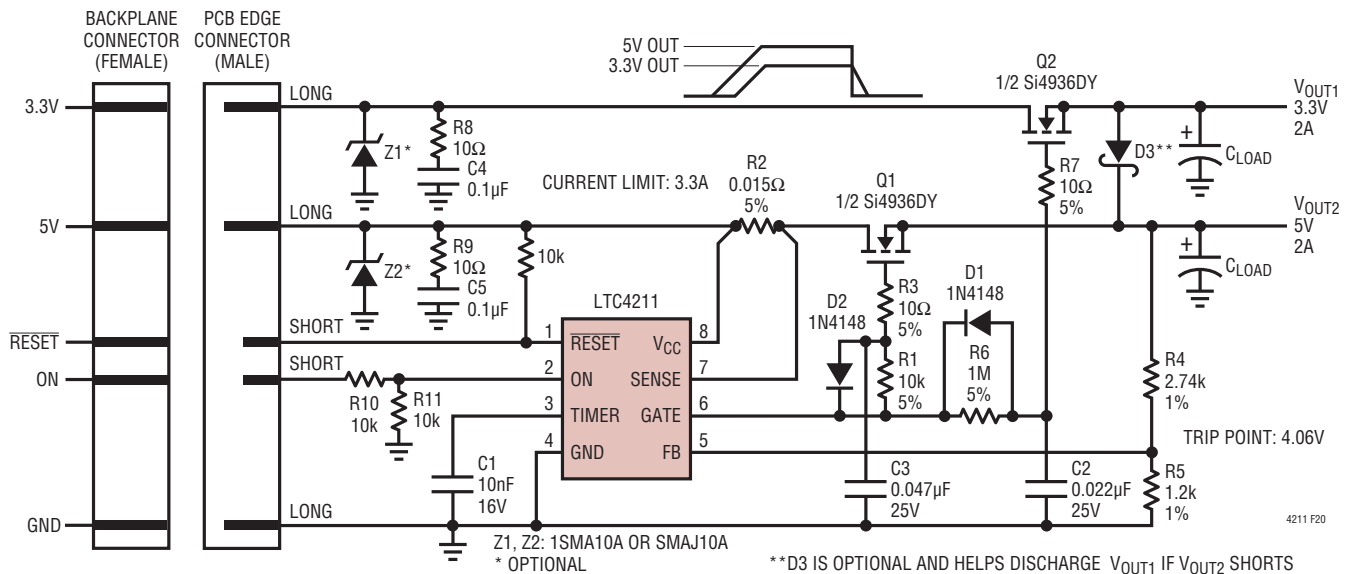 BACKPLANE
CONNECTOR
(FEMALE)
PCB EDGE
CONNECTOR
(MALE)
5V OUT
3.3V OUT
Q2
1/2 Si4936DY
VOUT1
3.3V
2A
3.3V
LONG
Z1*
R8
10Ω
C4
0.1µF
CURRENT LIMIT: 3.3A
R2
0.015Ω
5%
Q1
1/2 Si4936DY
R7
10Ω
5%
D3**
+
CLOAD
5V
LONG
VOUT2
5V
2A
Z2*
R9
10Ω
C5
0.1µF
10k
+
CLOAD
LTC4211
D2
1N4148
R3
10Ω
5%
D1
1N4148
RESET
SHORT
1
RESET
VCC
8
ON
SHORT
2
ON
SENSE
7
R10
10k
R11
10k
R1
10k
5%
R6
1M
5%
R4
2.74k
1%
3
TIMER
GATE
6
4
GND
FB
5
TRIP POINT: 4.06V
C1
10nF
16V
C3
0.047µF
25V
C2
0.022µF
25V
R5
1.2k
1%
GND
LONG
4211 F20
Z1, Z2: 1SMA10A OR SMAJ10A
* OPTIONAL
**D3 IS OPTIONAL AND HELPS DISCHARGE VOUT1 IF VOUT2 SHORTS